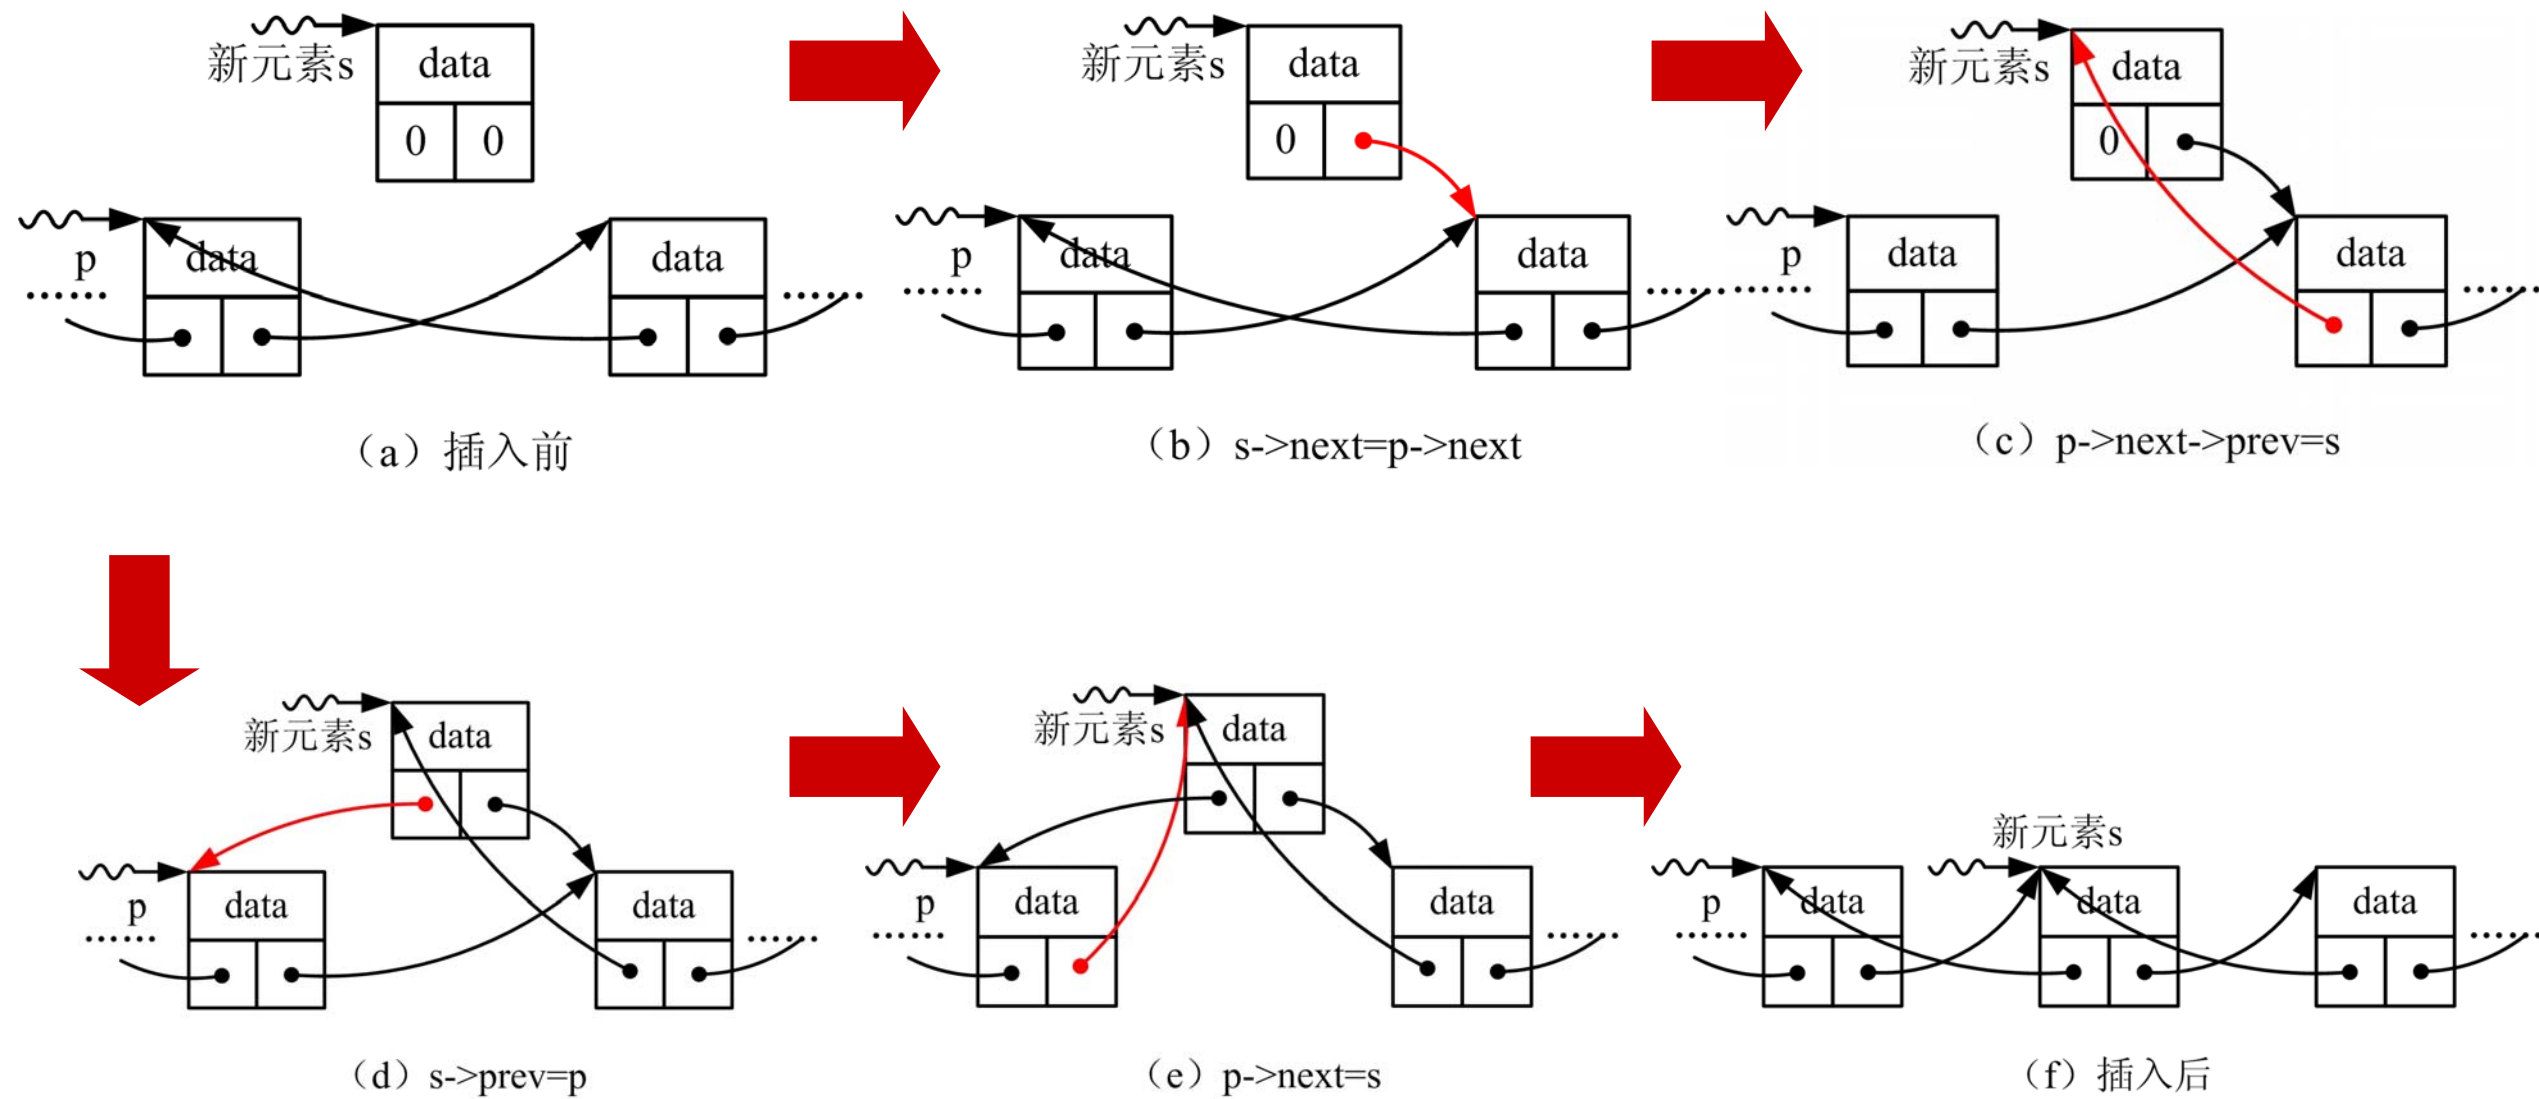 新元素s
data
0 0
p
data
data
......
......
（a）插入前
新元素s
data
0
p
data
data
......
......
（b）s->next=p->next
新元素s
data
0
p
data
data
......
......
（c）p->next->prev=s
新元素s
data
p
data
data
......
......
（d）s->prev=p
新元素s
data
p
data
data
......
......
（e）p->next=s
新元素s
p
data
data
data
......
......
（f）插入后